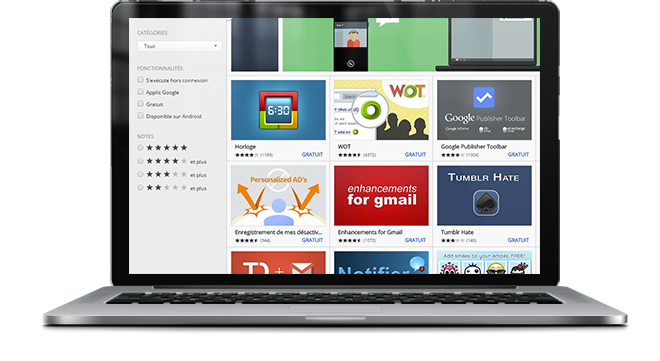 CATÉGORIES
Tout
FONCTIONNALITÉS
S'exécute hors connexion
Applis Google
Gratuit
Disponible sur Android
NOTES
et plus
et plus
et plus
6:30
Horloge
(1189) GRATUIT
WOT
WOT
(4372) GRATUIT
Google Publisher Toolbar
Google Publisher Toolbar
(1004) GRATUIT
Personalized AD's
Enregistrement de mes désactiv...
(544) GRATUIT
enhancements
for gmail
Enhancements for Gmail
(1070) GRATUIT
TUMBLR HATE
Tumblr Hate
(140) GRATUIT
Notifier
Add smileys to your emails, FREE!